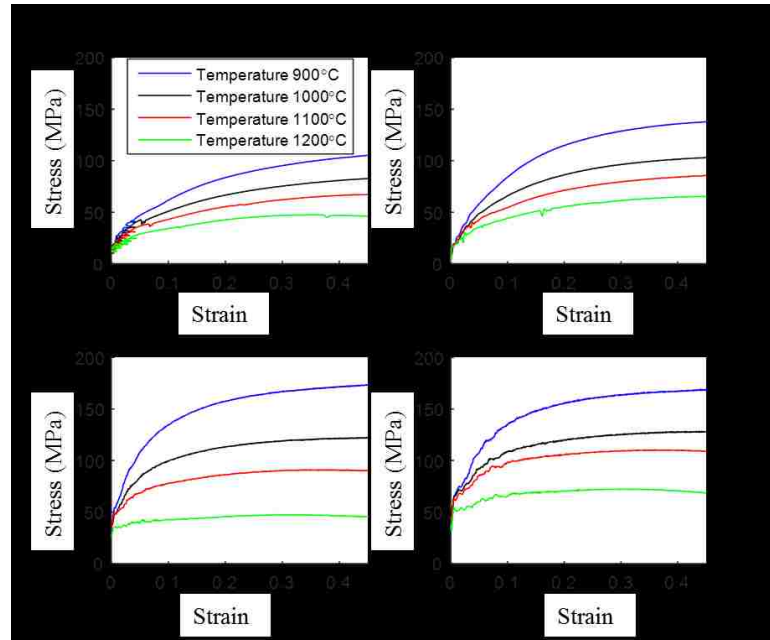 200
150
100
50
0
0 0.1 0.2 0.3 0.4
Stress (MPa)
Strain
Temperature 900°C
Temperature 1000°C
Temperature 1100°C
Temperature 1200°C
200
150
100
50
0
0 0.1 0.2 0.3 0.4
Stress (MPa)
Strain
200
150
100
50
0
0 0.1 0.2 0.3 0.4
Stress (MPa)
Strain
200
150
100
50
0
0 0.1 0.2 0.3 0.4
Stress (MPa)
Strain